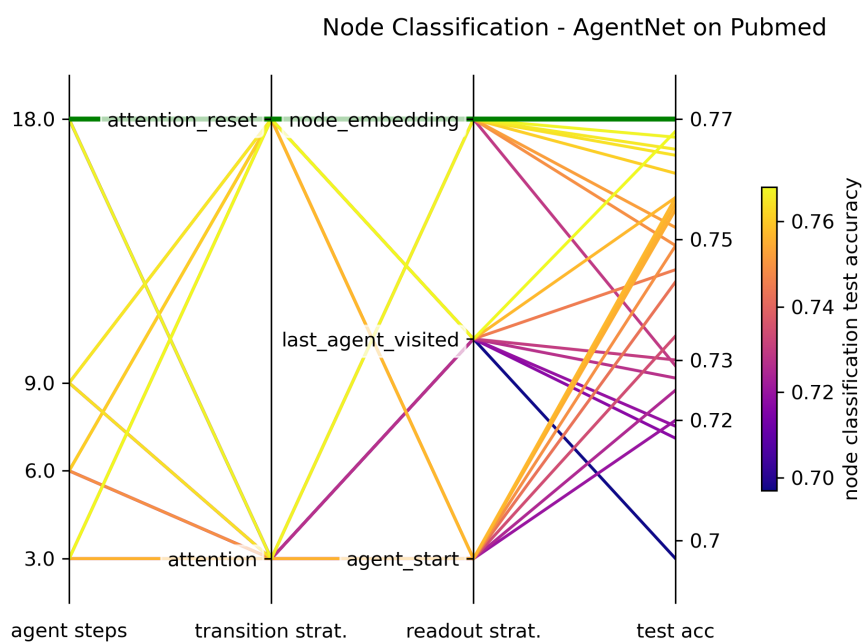 Node Classification - AgentNet on Pubmed
18.0
attention_reset
node_embedding
0.77
0.76
0.75
last_agent_visited
0.74
9.0
0.73
0.72
0.72
6.0
0.70
0.7
3.0
attention
agent_start
node classification test accuracy
agent steps
transition strat.
readout strat.
test acc